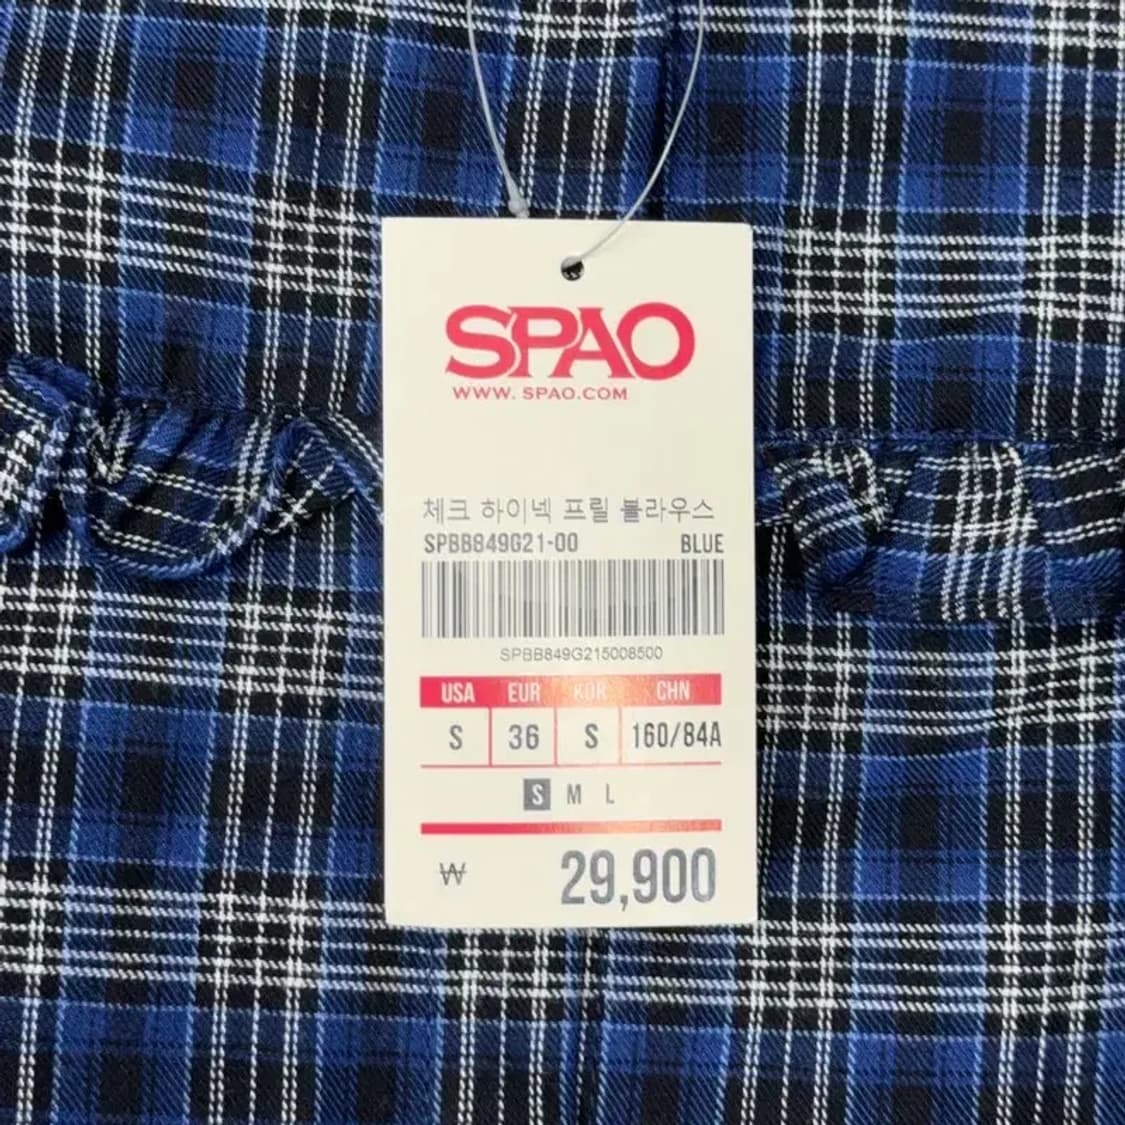 SPAO
WWW. SPAO.COM
체크 하이넥 프릴 블라우스
SPBB849G21-00 BLUE
SPBB849G215008500
USA EUR KOR CHN
S 36 S 160/84A
S M L
₩ 29,900